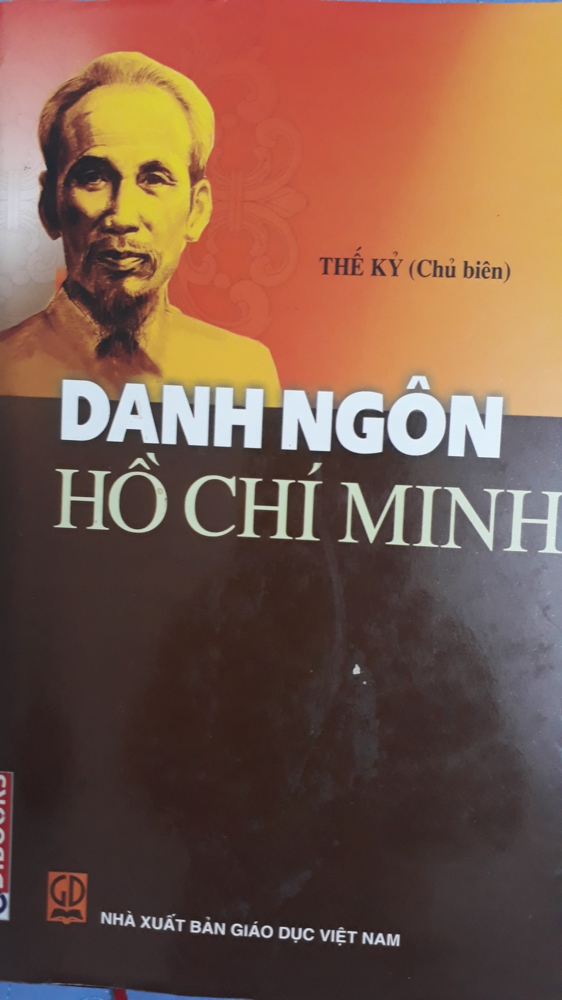 THẾ KỶ (Chủ biên)
DANH NGÔN
HỒ CHÍ MINH
GD
NHÀ XUẤT BẢN GIÁO DỤC VIỆT NAM